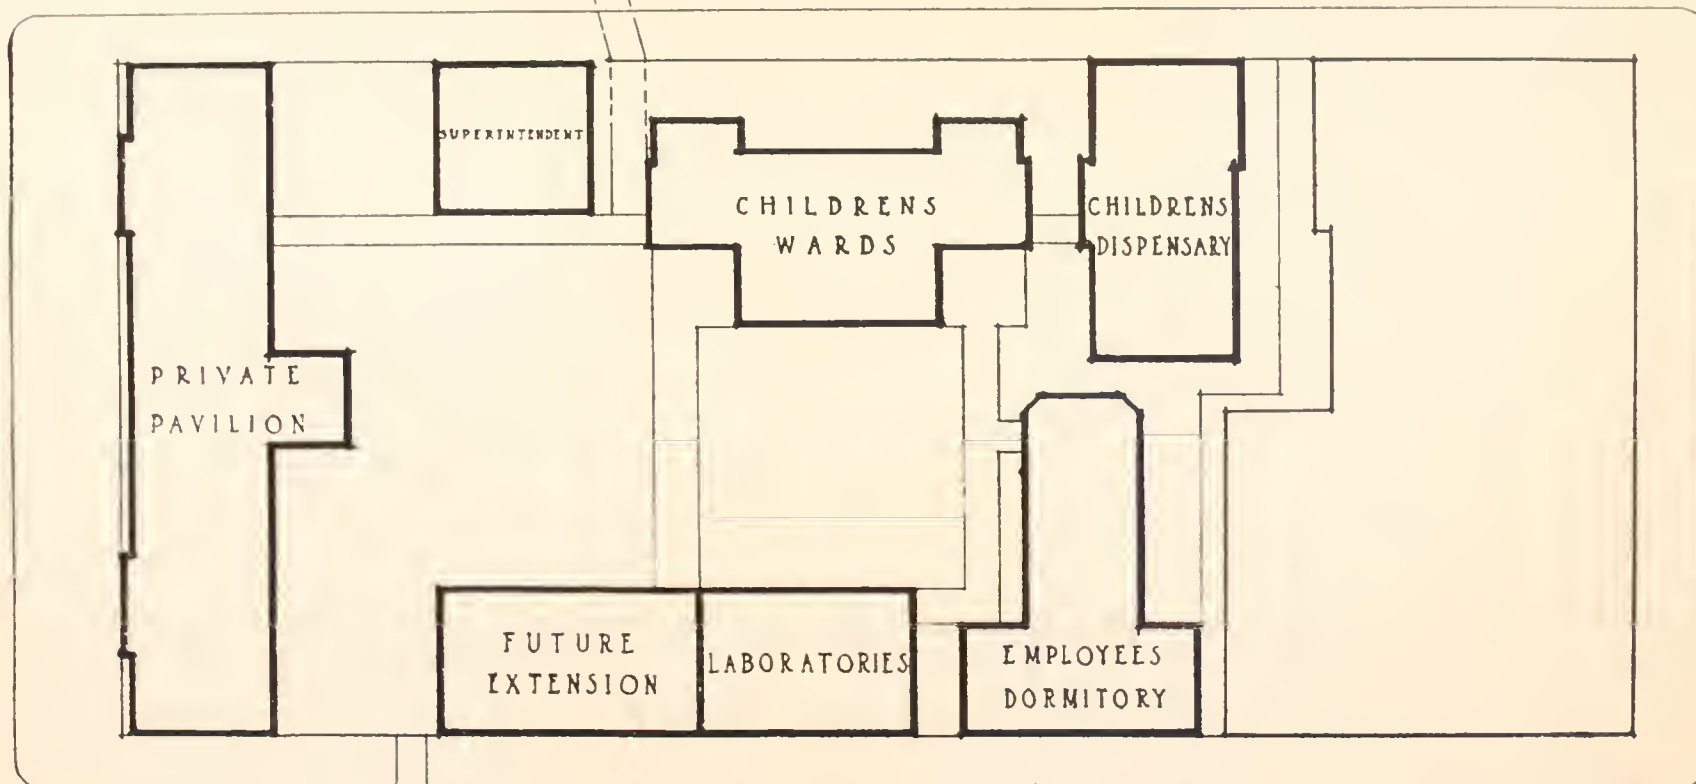 SUPERINTENDENT
CHILDRENS
WARDS
CHILDRENS
DISPENSARY
PRIVATE
PAVILION
FUTURE
EXTENSION
LABORATORIES
EMPLOYEES
DORMITORY